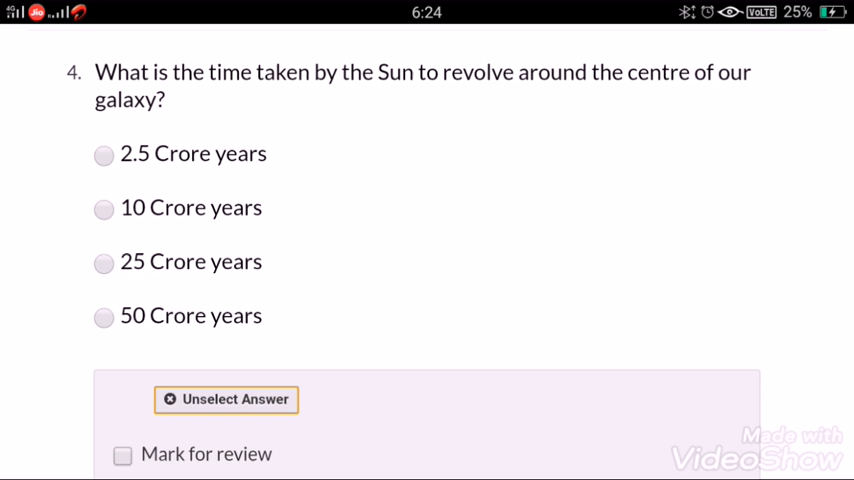 4G Jio 6:24 VoLTE 25%
4. What is the time taken by the Sun to revolve around the centre of our
galaxy?
2.5 Crore years
10 Crore years
25 Crore years
50 Crore years
Unselect Answer
Mark for review
Made with
VideoShow